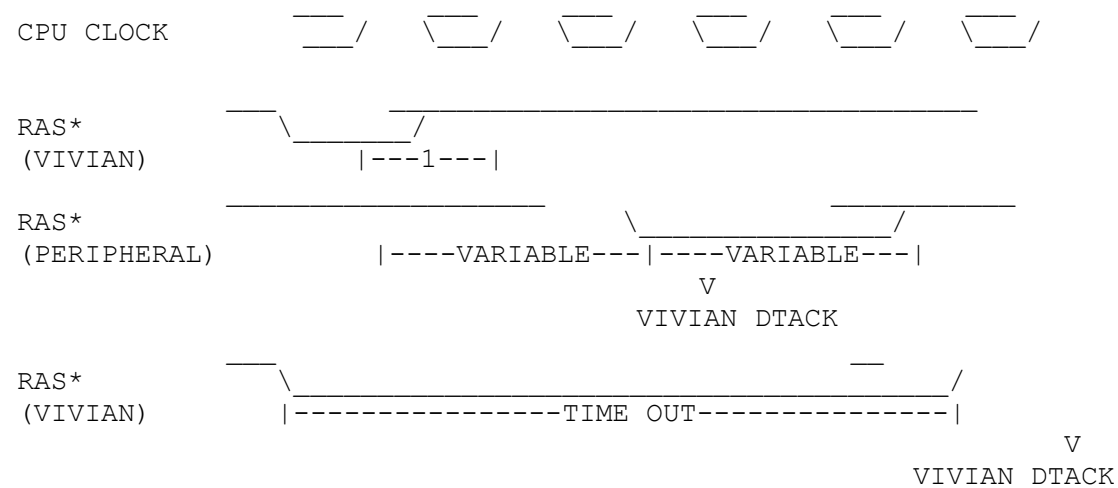 CPU CLOCK
RAS*
(VIVIAN) |---1---|
RAS*
(PERIPHERAL) |----VARIABLE---|----VARIABLE---|
V
VIVIAN DTACK
RAS*
(VIVIAN) |----------------TIME OUT---------------|
V
VIVIAN DTACK